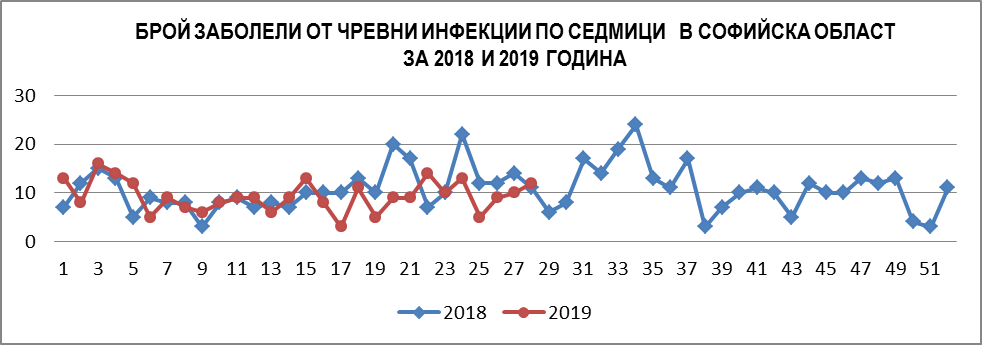 БРОЙ ЗАБОЛЕЛИ ОТ ЧРЕВНИ ИНФЕКЦИИ ПО СЕДМИЦИ В СОФИЙСКА ОБЛАСТ
ЗА 2018 И 2019 ГОДИНА
30
20
10
0
1 3 5 7 9 11 13 15 17 19 21 23 25 27 29 31 33 35 37 39 41 43 45 47 49 51
2018 2019